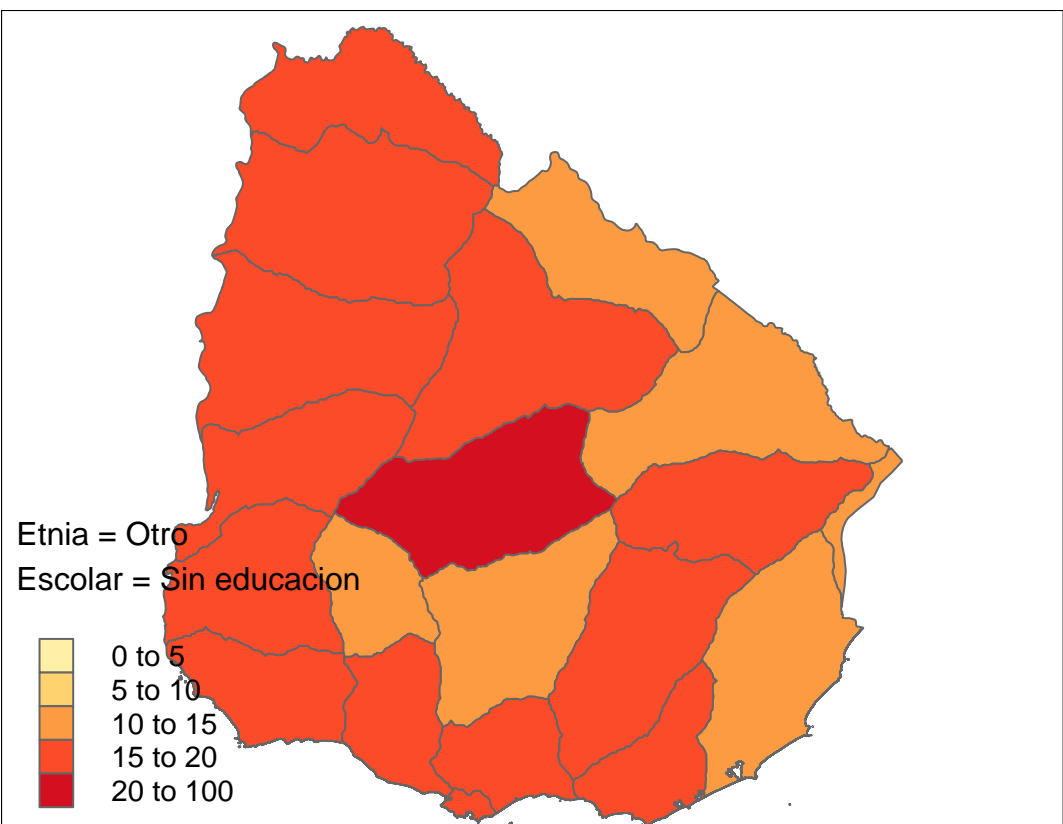 Etnia = Otro
Escolar = Sin educacion
0 to 5
5 to 10
10 to 15
15 to 20
20 to 100